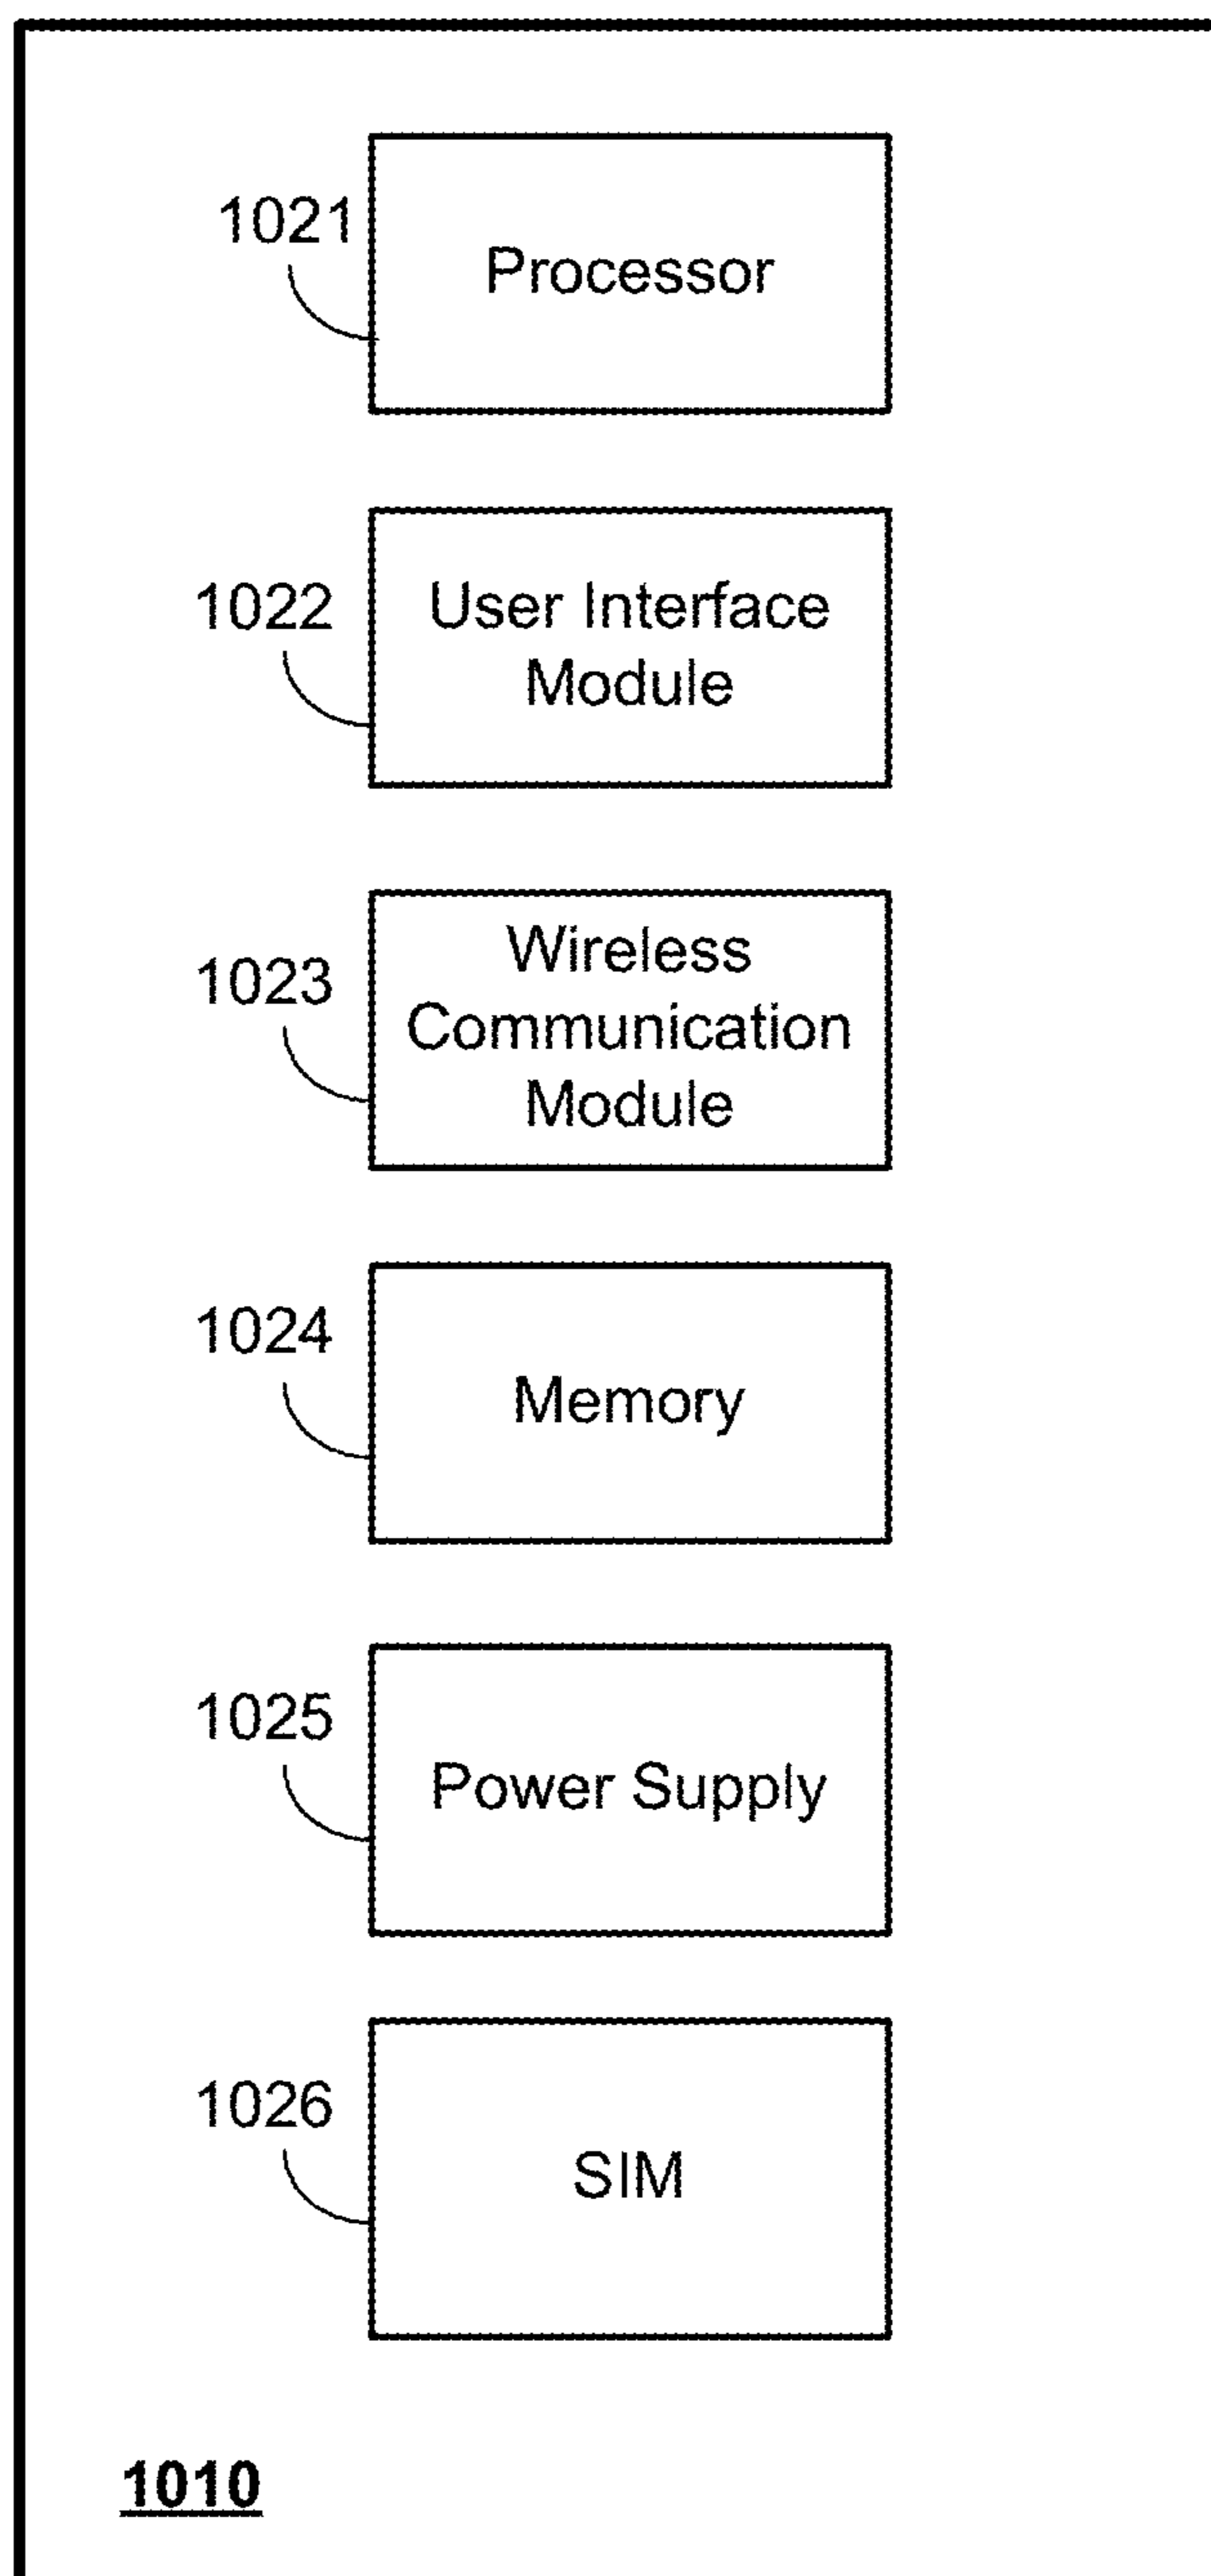 1021
Processor
1022
User Interface
Module
1023
Wireless
Communication
Module
1024
Memory
1025
Power Supply
1026
SIM
1010